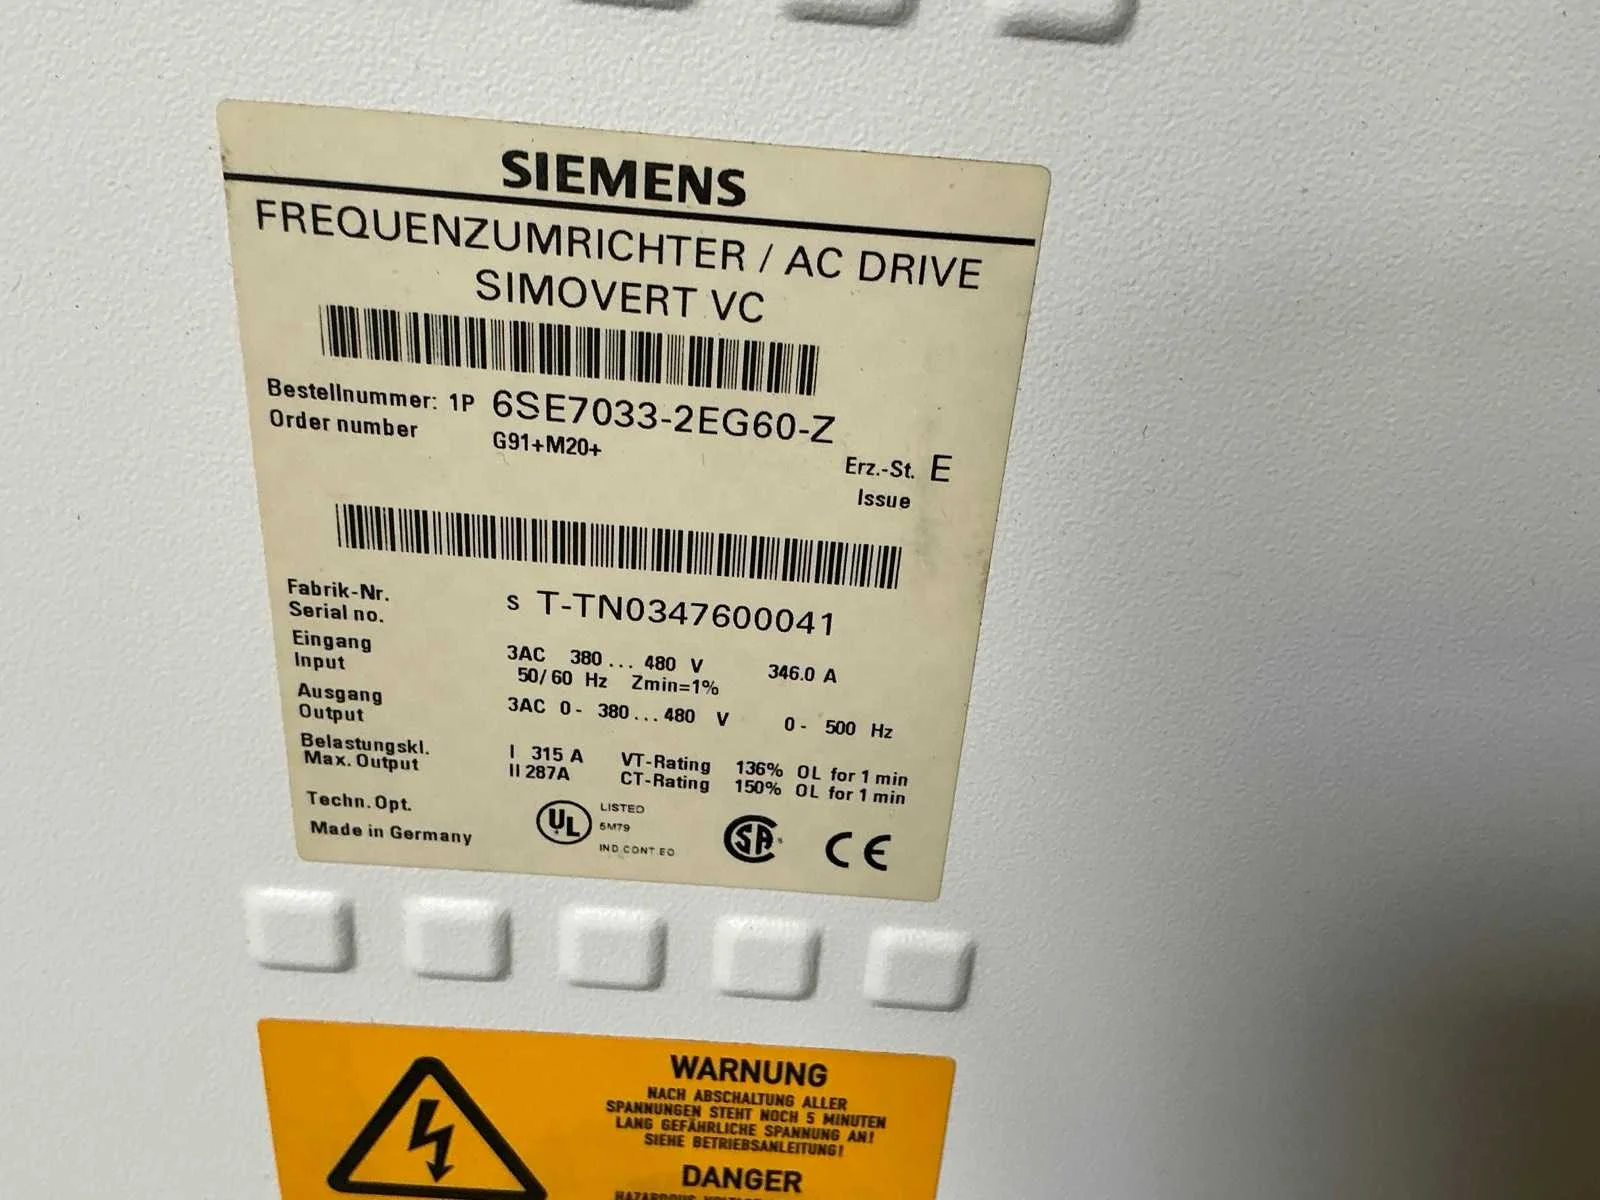 SIEMENS
FREQUENZUMRICHTER / AC DRIVE
SIMOVERT VC
Bestellnummer: 1P 6SE7033-2EG60-Z
Order number G91+M20+
Erz.-St. E
Issue
Fabrik-Nr.
Serial no. S T-TN0347600041
Eingang 3AC 380 ... 480 V 346.0 A
Input 50/60 Hz Zmin=1%
Ausgang 3AC 0 - 380 ... 480 V 0 - 500 Hz
Output
Belastungskl. I 315 A VT-Rating 136% OL for 1 min
Max. Output II 287A CT-Rating 150% OL for 1 min
Techn. Opt.
Made in Germany
UL LISTED
5M79
IND.CONT.EQ
SA
CE
WARNUNG
NACH ABSCHALTUNG ALLER
SPANNUNGEN STEHT NOCH 5 MINUTEN
LANG GEFÄHRLICHE SPANNUNG AN!
SIEHE BETRIEBSANLEITUNG!
DANGER